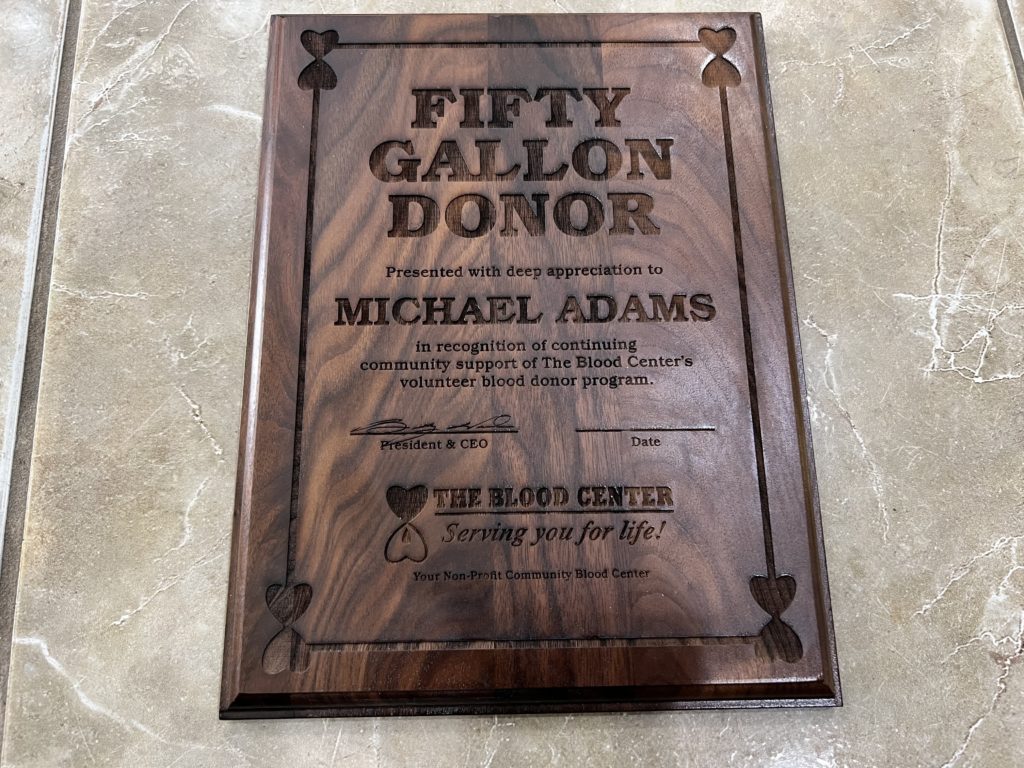 FIFTY
GALLON
DONOR
Presented with deep appreciation to
MICHAEL ADAMS
in recognition of continuing
community support of The Blood Center's
volunteer blood donor program.
President & CEO
Date
THE BLOOD CENTER
Serving you for life!
Your Non-Profit Community Blood Center